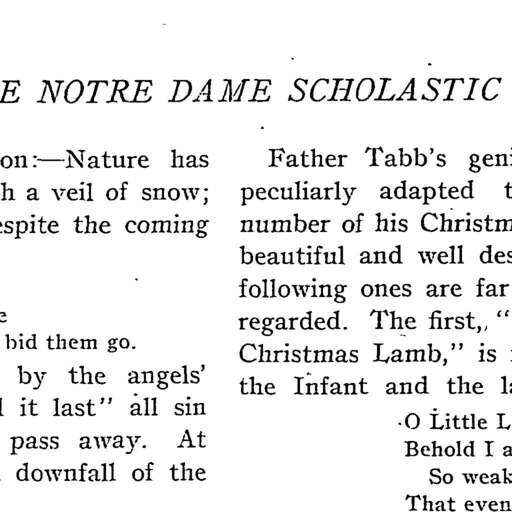 E NOTRE DAME SCHOLASTIC
on:—Nature has
h a veil of snow;
espite the coming
e
bid them go.
by the angels'
l it last" all sin
pass away. At
downfall of the
Father Tabb's geni
peculiarly adapted t
number of his Christm
beautiful and well des
following ones are far
regarded. The first, "
Christmas Lamb," is
the Infant and the la
O Little L
Behold I a
So weak
That even